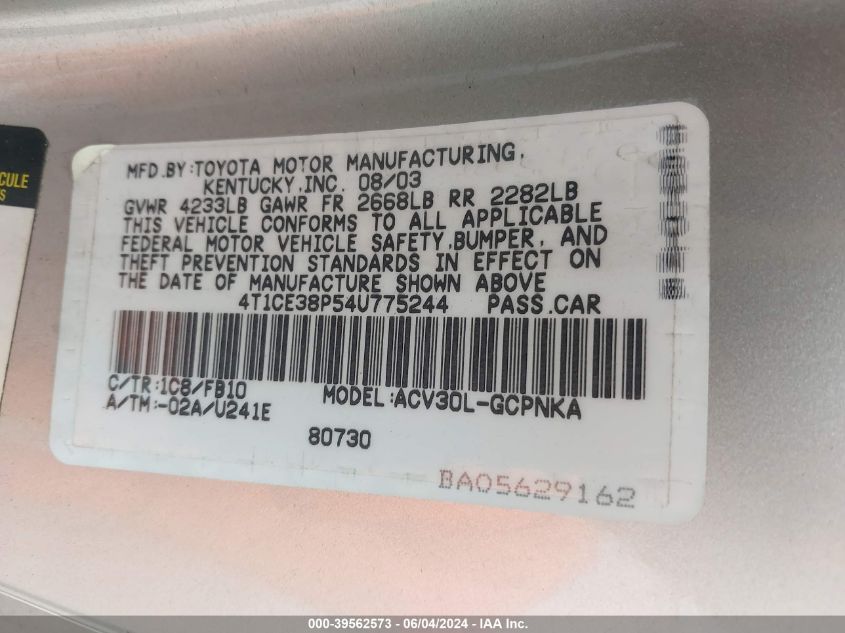 CULE
S
MFD.BY:TOYOTA MOTOR MANUFACTURING,
KENTUCKY,INC. 08/03
GVWR 4233LB GAWR FR 2668LB RR 2282LB
THIS VEHICLE CONFORMS TO ALL APPLICABLE
FEDERAL MOTOR VEHICLE SAFETY,BUMPER, AND
THEFT PREVENTION STANDARDS IN EFFECT ON
THE DATE OF MANUFACTURE SHOWN ABOVE
4T1CE38P54U775244 PASS.CAR
C/TR:1C8/FB10 MODEL:ACV30L-GCPNKA
A/TM:-02A/U241E
80730
BA05629162
000-39562573 - 06/04/2024 - IAA Inc.